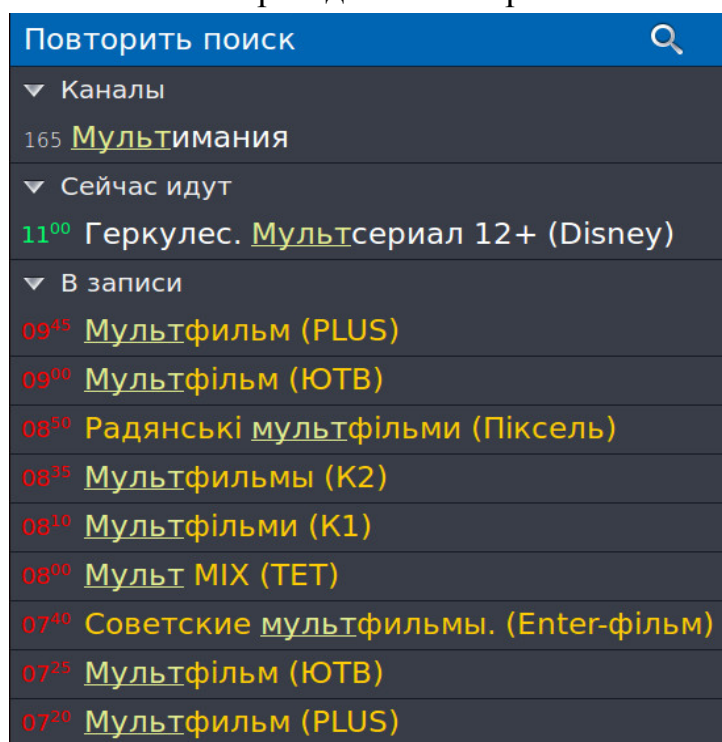 Повторить поиск
Каналы
165 Мультимания
Сейчас идут
11⁰⁰ Геркулес. Мультсериал 12+ (Disney)
В записи
09⁴⁵ Мультфильм (PLUS)
09⁰⁰ Мультфільм (ЮТВ)
08⁵⁰ Радянські мультфільми (Піксель)
08³⁵ Мультфильмы (К2)
08¹⁰ Мультфільми (К1)
08⁰⁰ Мульт MIX (ТЕТ)
07⁴⁰ Советские мультфильмы. (Enter-фільм)
07²⁵ Мультфільм (ЮТВ)
07²⁰ Мультфильм (PLUS)